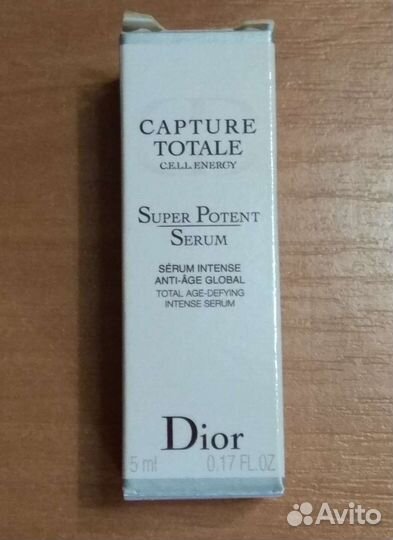 CAPTURE
TOTALE
C.E.L.L. ENERGY
SUPER POTENT
SERUM
SÉRUM INTENSE
ANTI-ÂGE GLOBAL
TOTAL AGE-DEFYING
INTENSE SERUM
Dior
5 ml 0.17 FL.OZ
Avito